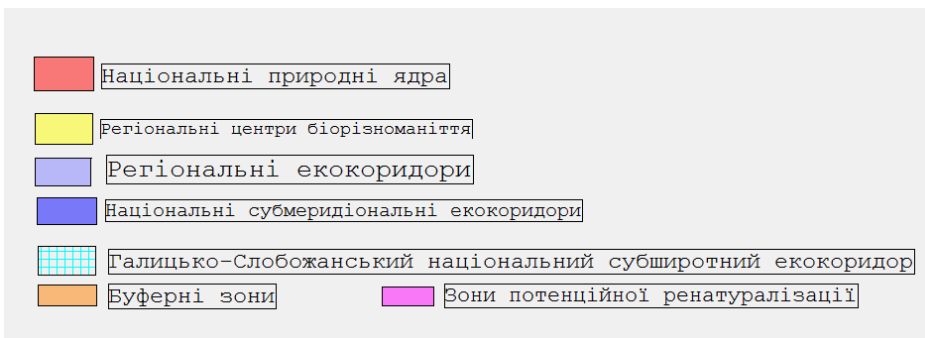 Національні природні ядра
Регіональні центри біорізноманіття
Регіональні екокоридори
Національні субмеридіональні екокоридори
Галицько-Слобожанський національний субширотний екокоридор
Буферні зони
Зони потенційної ренатуралізації